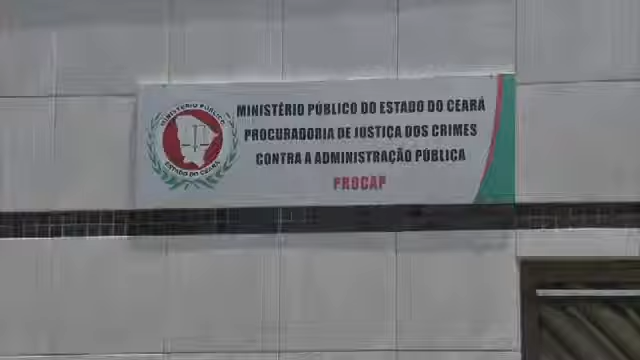 MINISTÉRIO PÚBLICO
ESTADO DO CEARÁ
MINISTÉRIO PÚBLICO DO ESTADO DO CEARÁ
PROCURADORIA DE JUSTIÇA DOS CRIMES
CONTRA A ADMINISTRAÇÃO PÚBLICA
PROCAP